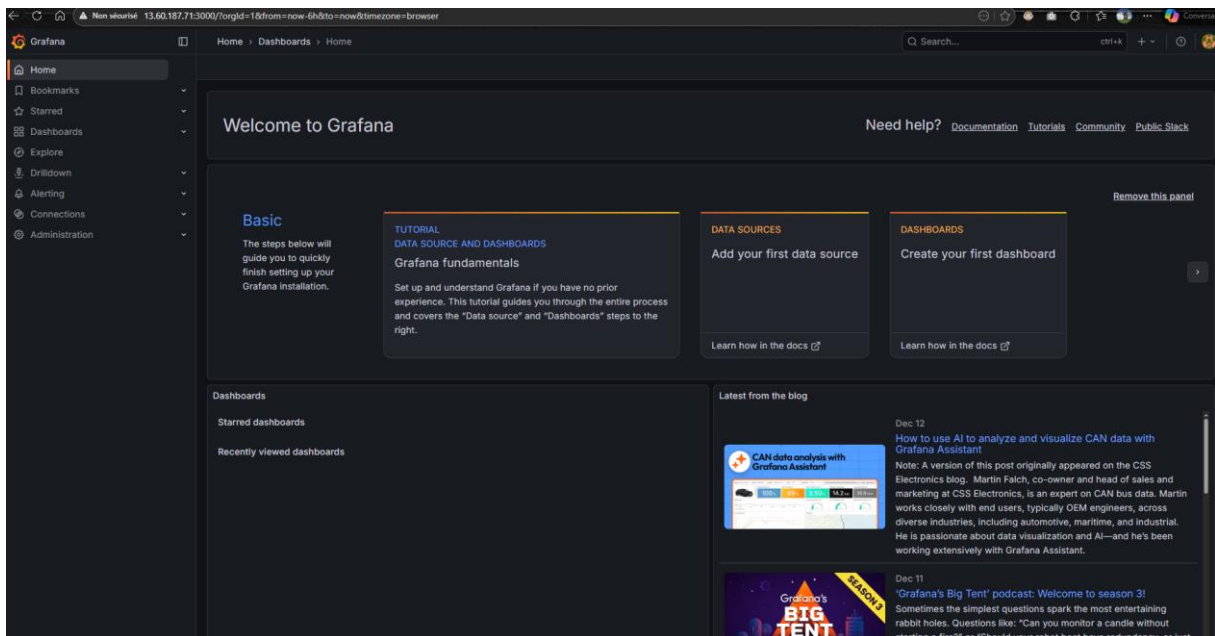 Non sécurisé 13.60.187.71:3000/?orgId=1&from=now-6h&to=now&timezone=browser
Grafana
Home › Dashboards › Home
Search...
ctrl+k
Home
Bookmarks
Starred
Dashboards
Explore
Drilldown
Alerting
Connections
Administration
Welcome to Grafana
Need help? Documentation Tutorials Community Public Slack
Remove this panel
Basic
The steps below will
guide you to quickly
finish setting up your
Grafana installation.
TUTORIAL
DATA SOURCE AND DASHBOARDS
Grafana fundamentals
Set up and understand Grafana if you have no prior
experience. This tutorial guides you through the entire process
and covers the “Data source” and “Dashboards” steps to the
right.
DATA SOURCES
Add your first data source
Learn how in the docs
DASHBOARDS
Create your first dashboard
Learn how in the docs
Dashboards
Starred dashboards
Recently viewed dashboards
Latest from the blog
CAN data analysis with
Grafana Assistant
Dec 12
How to use AI to analyze and visualize CAN data with
Grafana Assistant
Note: A version of this post originally appeared on the CSS
Electronics blog. Martin Falch, co-owner and head of sales and
marketing at CSS Electronics, is an expert on CAN bus data. Martin
works closely with end users, typically OEM engineers, across
diverse industries, including automotive, maritime, and industrial.
He is passionate about data visualization and AI—and he’s been
working extensively with Grafana Assistant.
Grafana's
BIG
TENT
SEASON 3
Dec 11
‘Grafana’s Big Tent’ podcast: Welcome to season 3!
Sometimes the simplest questions spark the most entertaining
rabbit holes. Questions like: “Can you monitor a candle without